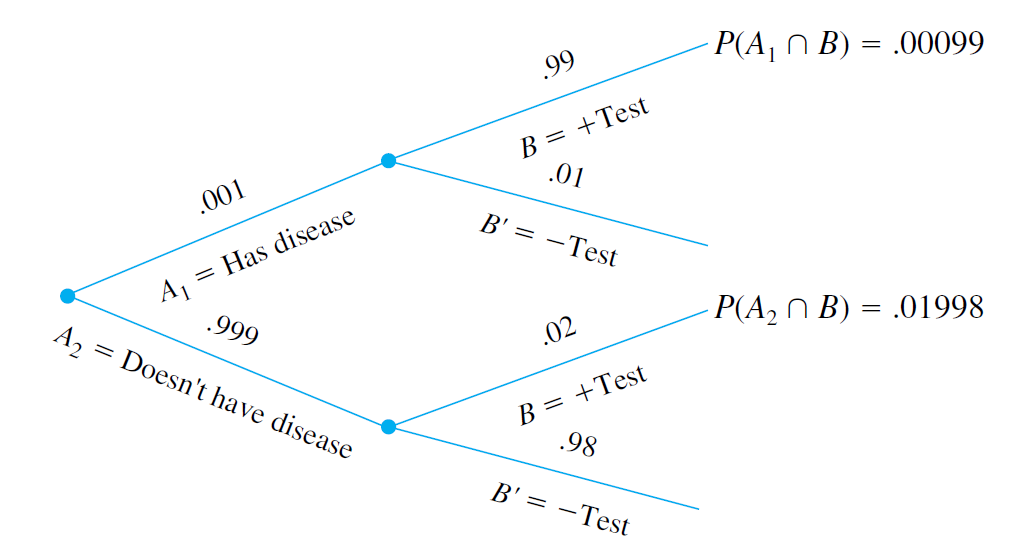 .99
P(A₁ ∩ B) = .00099
B = +Test
.001
.01
A₁ = Has disease
B′ = −Test
.999
A₂ = Doesn't have disease
.02
P(A₂ ∩ B) = .01998
B = +Test
.98
B′ = −Test